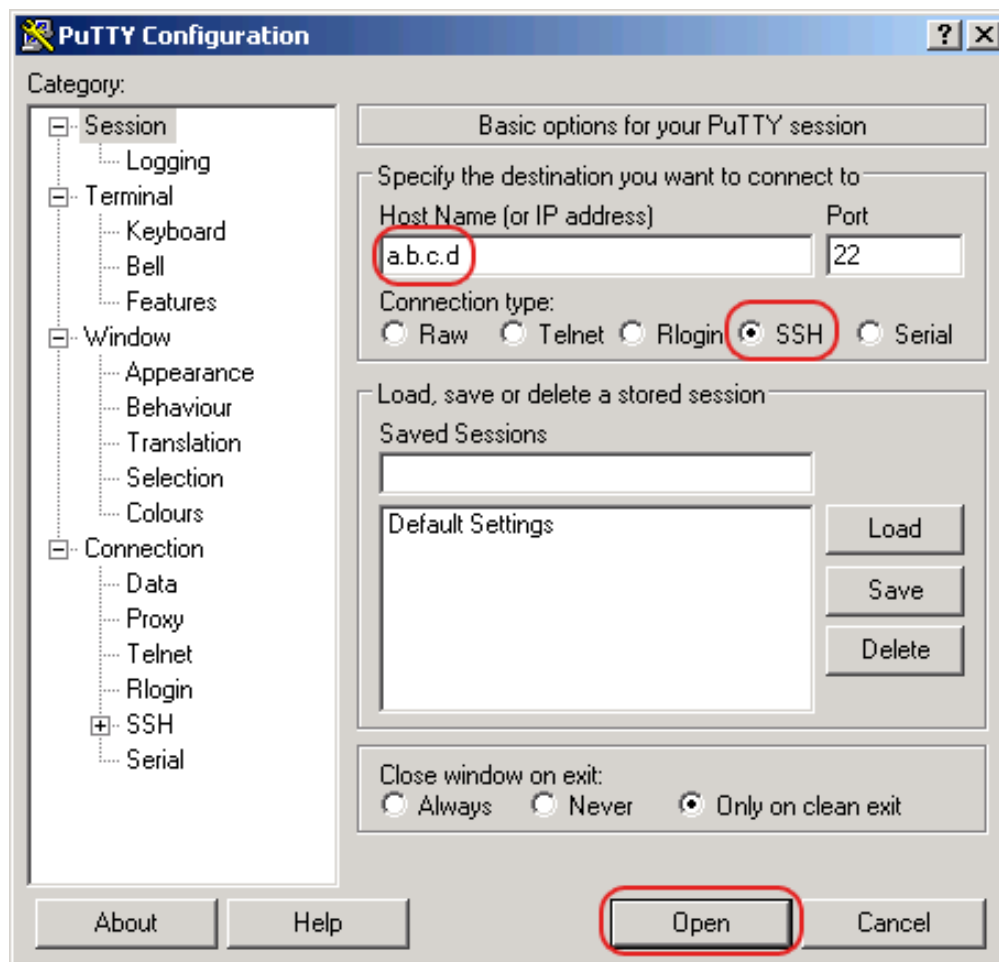 PuTTY Configuration
Category:
Session
Logging
Terminal
Keyboard
Bell
Features
Window
Appearance
Behaviour
Translation
Selection
Colours
Connection
Data
Proxy
Telnet
Rlogin
SSH
Serial
Basic options for your PuTTY session
Specify the destination you want to connect to
Host Name (or IP address) Port
a.b.c.d 22
Connection type:
Raw Telnet Rlogin SSH Serial
Load, save or delete a stored session
Saved Sessions
Default Settings
Load
Save
Delete
Close window on exit:
Always Never Only on clean exit
About Help Open Cancel